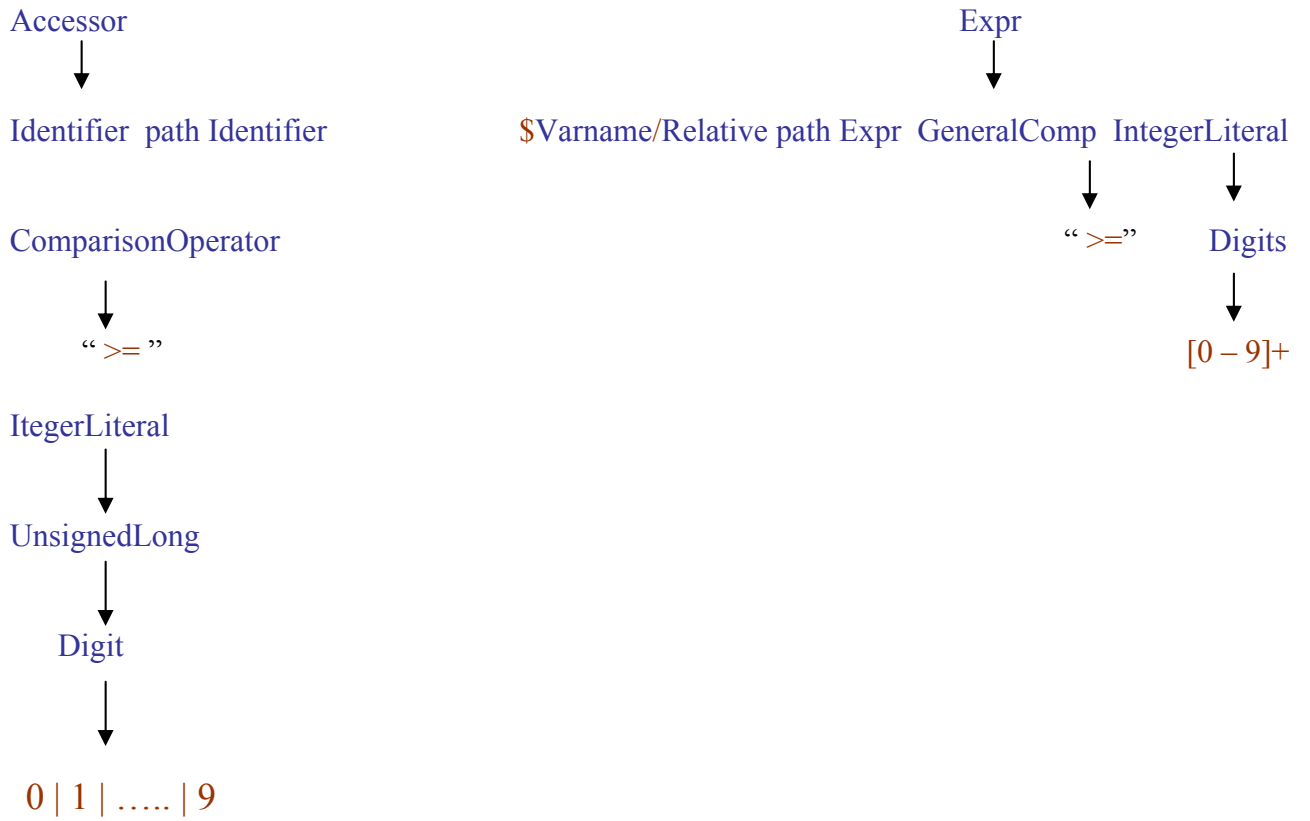 Accessor Expr
Identifier path Identifier $Varname/Relative path Expr GeneralComp IntegerLiteral
ComparisonOperator “ >=” Digits
“ >= ” [0 – 9]+
ItegerLiteral
UnsignedLong
Digit
0 | 1 | ….. | 9